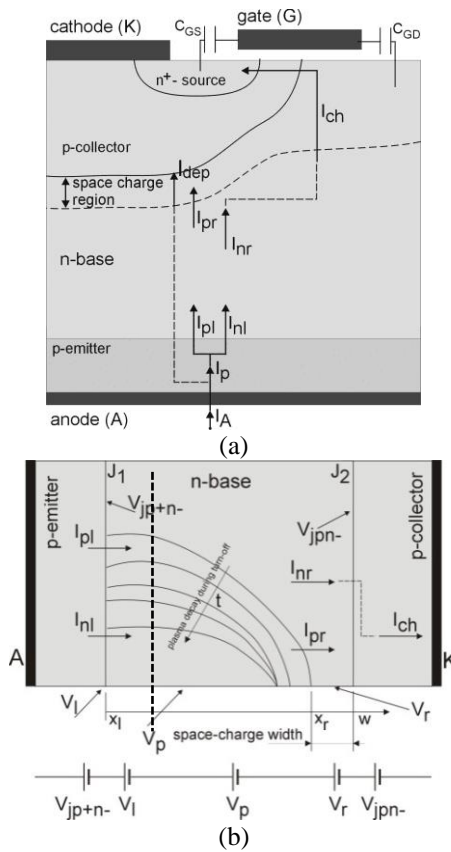 cathode (K)
C_GS
gate (G)
C_GD
n⁺- source
I_ch
p-collector
I_dep
space charge
region
I_pr
I_nr
n-base
I_pl
I_nl
p-emitter
I_p
anode (A)
I_A
(a)
J_1
n-base
J_2
p-emitter
V_jp+n-
V_jpn-
p-collector
I_pl
I_nr
plasma decay during turn-off
t
I_nl
I_pr
I_ch
A
K
V_l
x_l
x_r
w
V_r
V_p
space-charge width
V_jp+n-
V_l
V_p
V_r
V_jpn-
(b)